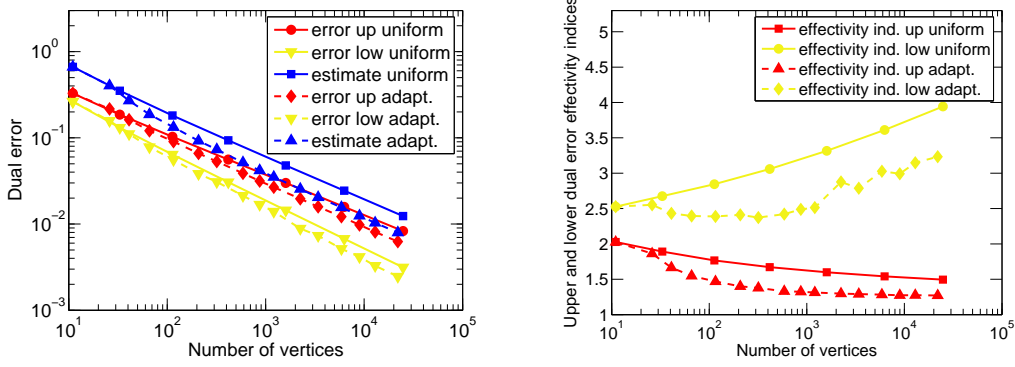 error up uniform
error low uniform
estimate uniform
error up adapt.
error low adapt.
estimate adapt.
Dual error
10^0
10^-1
10^-2
10^-3
10^1
10^2
10^3
10^4
10^5
Number of vertices
effectivity ind. up uniform
effectivity ind. low uniform
effectivity ind. up adapt.
effectivity ind. low adapt.
Upper and lower dual error effectivity indices
5
4.5
4
3.5
3
2.5
2
1.5
1
10^1
10^2
10^3
10^4
10^5
Number of vertices